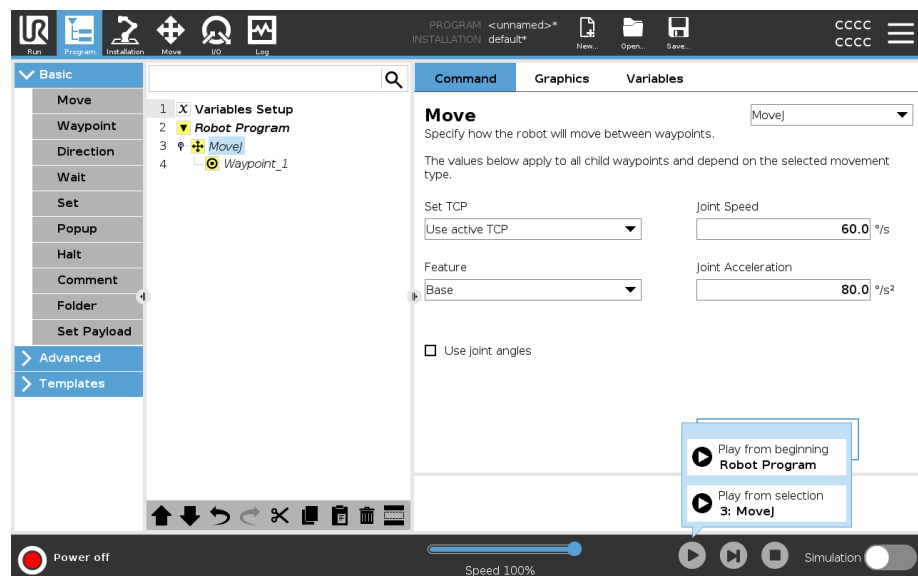 UR
PROGRAM <unnamed>*
INSTALLATION default*
CCCC
CCCC
Run
Program
Installation
Move
I/O
Log
New...
Open...
Save...
Basic
Move
Waypoint
Direction
Wait
Set
Popup
Halt
Comment
Folder
Set Payload
Advanced
Templates
1 X Variables Setup
2 Robot Program
3 MoveJ
4 Waypoint_1
Command Graphics Variables
Move
MoveJ
Specify how the robot will move between waypoints.
The values below apply to all child waypoints and depend on the selected movement
type.
Set TCP
Joint Speed
Use active TCP
60.0 °/s
Feature
Joint Acceleration
Base
80.0 °/s²
Use joint angles
Play from beginning
Robot Program
Play from selection
3: MoveJ
Power off
Speed 100%
Simulation